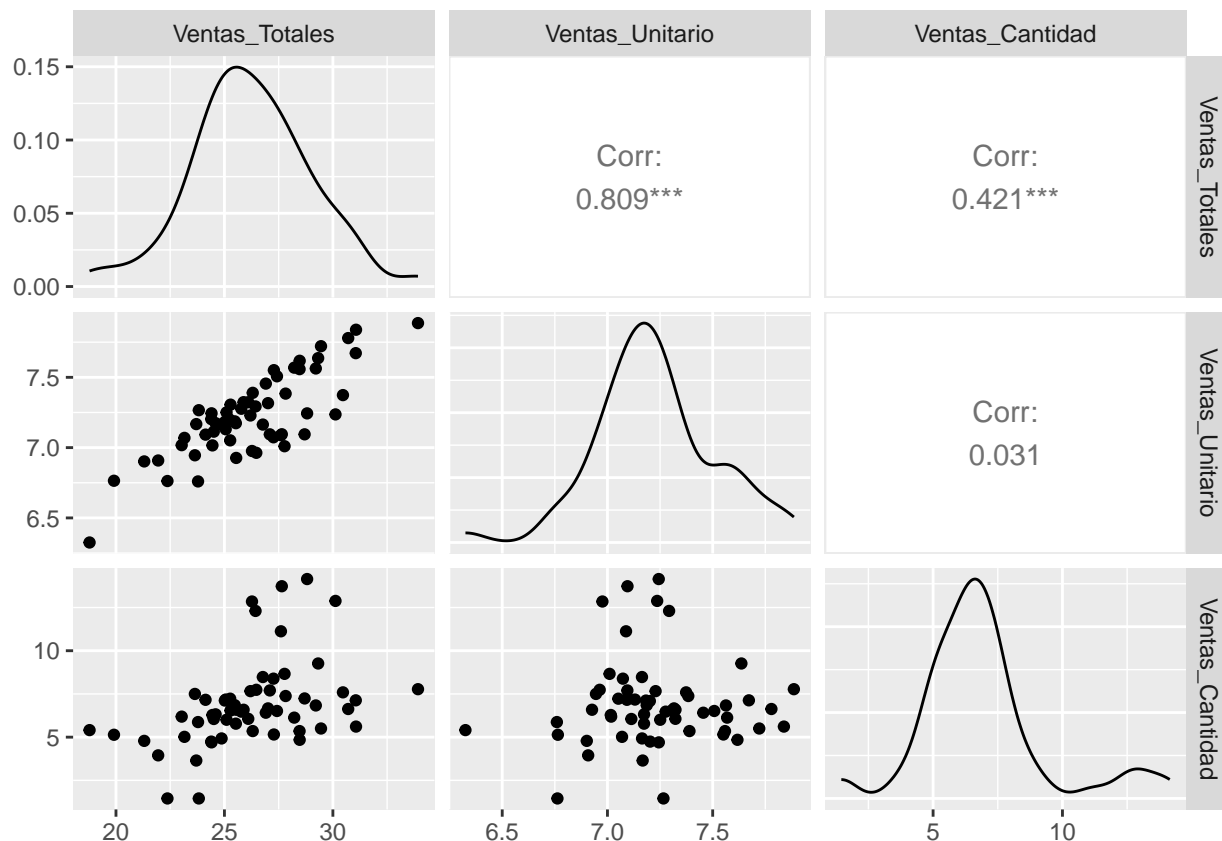 Ventas_Totales
Ventas_Unitario
Ventas_Cantidad
0.15
0.10
0.05
0.00
Corr:
0.809***
Corr:
0.421***
Ventas_Totales
7.5
7.0
6.5
Corr:
0.031
Ventas_Unitario
10
5
Ventas_Cantidad
20
25
30
6.5
7.0
7.5
5
10